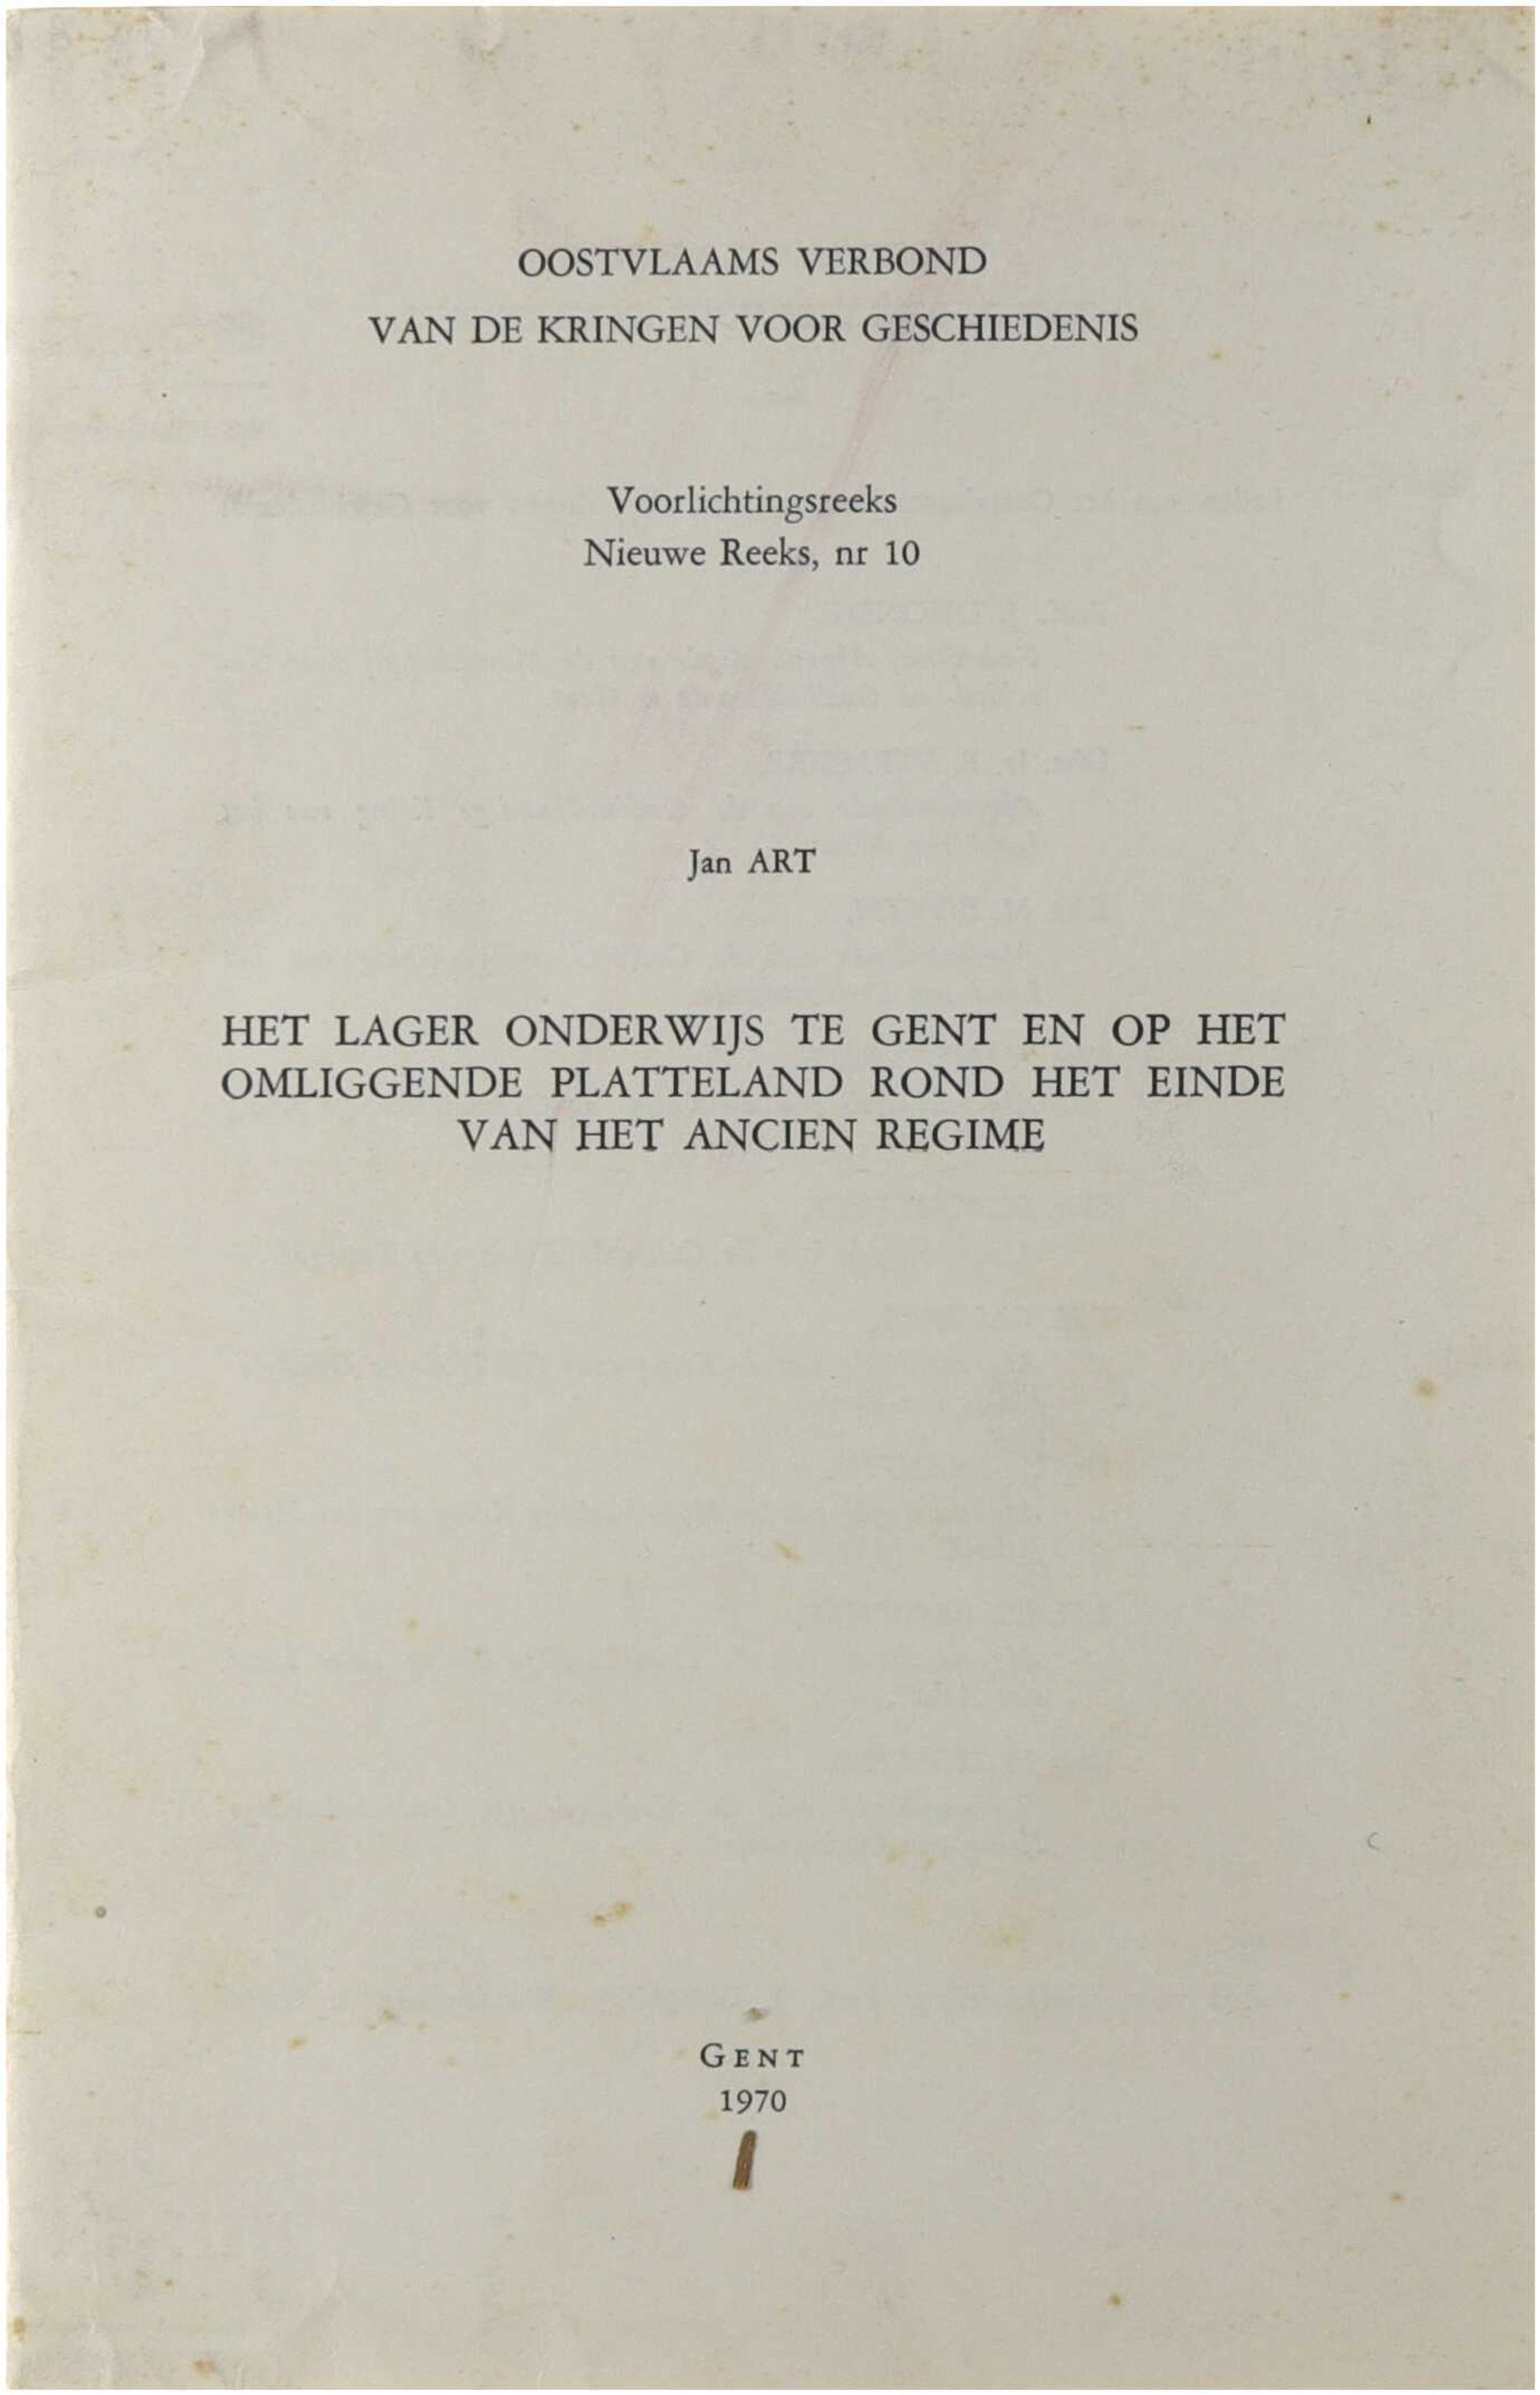 OOSTVLAAMS VERBOND
VAN DE KRINGEN VOOR GESCHIEDENIS
Voorlichtingsreeks
Nieuwe Reeks, nr 10
Jan ART
HET LAGER ONDERWIJS TE GENT EN OP HET
OMLIGGENDE PLATTELAND ROND HET EINDE
VAN HET ANCIEN REGIME
GENT
1970